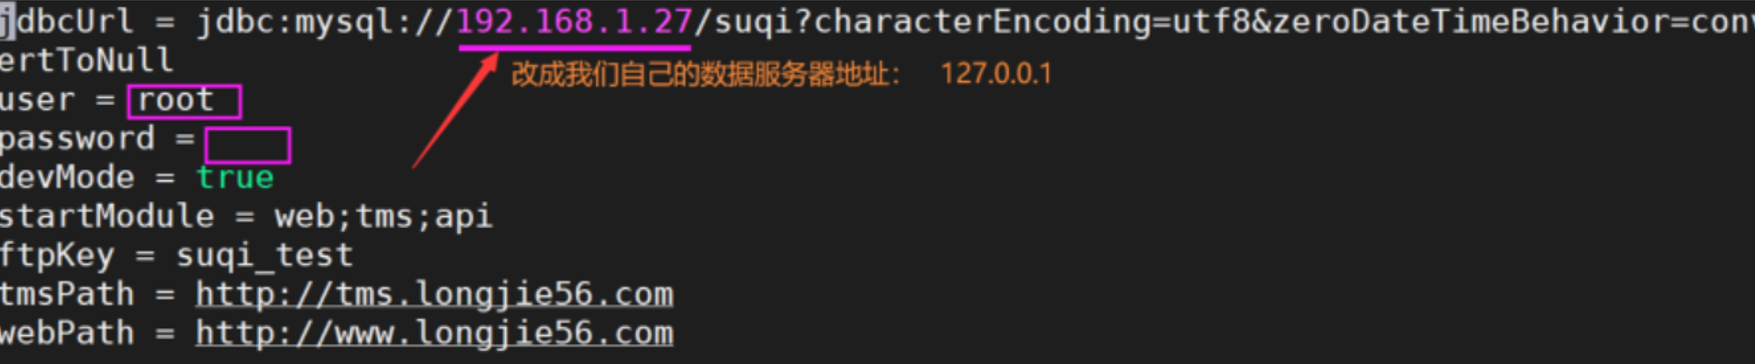 jdbcUrl = jdbc:mysql://192.168.1.27/suqi?characterEncoding=utf8&zeroDateTimeBehavior=conv
ertToNull
改成我们自己的数据服务器地址： 127.0.0.1
user = root
password =
devMode = true
startModule = web;tms;api
ftpKey = suqi_test
tmsPath = http://tms.longjie56.com
webPath = http://www.longjie56.com